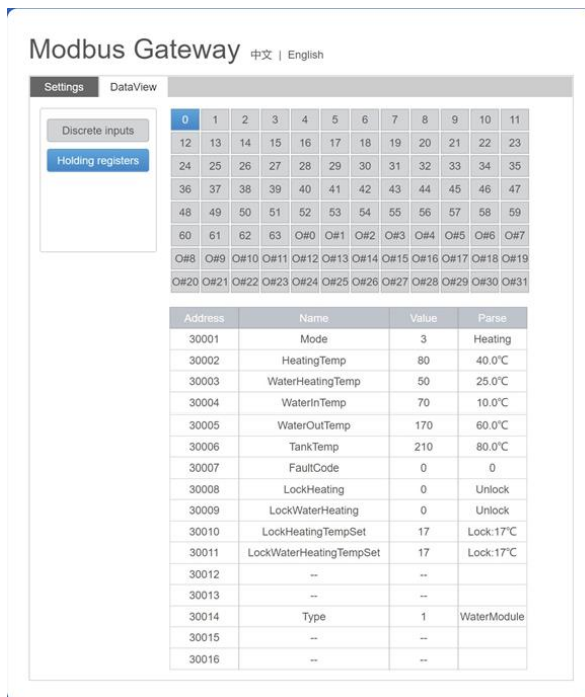 Modbus Gateway 中文 | English
Settings DataView
Discrete inputs
Holding registers
0 1 2 3 4 5 6 7 8 9 10 11
12 13 14 15 16 17 18 19 20 21 22 23
24 25 26 27 28 29 30 31 32 33 34 35
36 37 38 39 40 41 42 43 44 45 46 47
48 49 50 51 52 53 54 55 56 57 58 59
60 61 62 63 O#0 O#1 O#2 O#3 O#4 O#5 O#6 O#7
O#8 O#9 O#10 O#11 O#12 O#13 O#14 O#15 O#16 O#17 O#18 O#19
O#20 O#21 O#22 O#23 O#24 O#25 O#26 O#27 O#28 O#29 O#30 O#31
Address Name Value Parse
30001 Mode 3 Heating
30002 HeatingTemp 80 40.0℃
30003 WaterHeatingTemp 50 25.0℃
30004 WaterInTemp 70 10.0℃
30005 WaterOutTemp 170 60.0℃
30006 TankTemp 210 80.0℃
30007 FaultCode 0 0
30008 LockHeating 0 Unlock
30009 LockWaterHeating 0 Unlock
30010 LockHeatingTempSet 17 Lock:17℃
30011 LockWaterHeatingTempSet 17 Lock:17℃
30012 -- --
30013 -- --
30014 Type 1 WaterModule
30015 -- --
30016 -- --